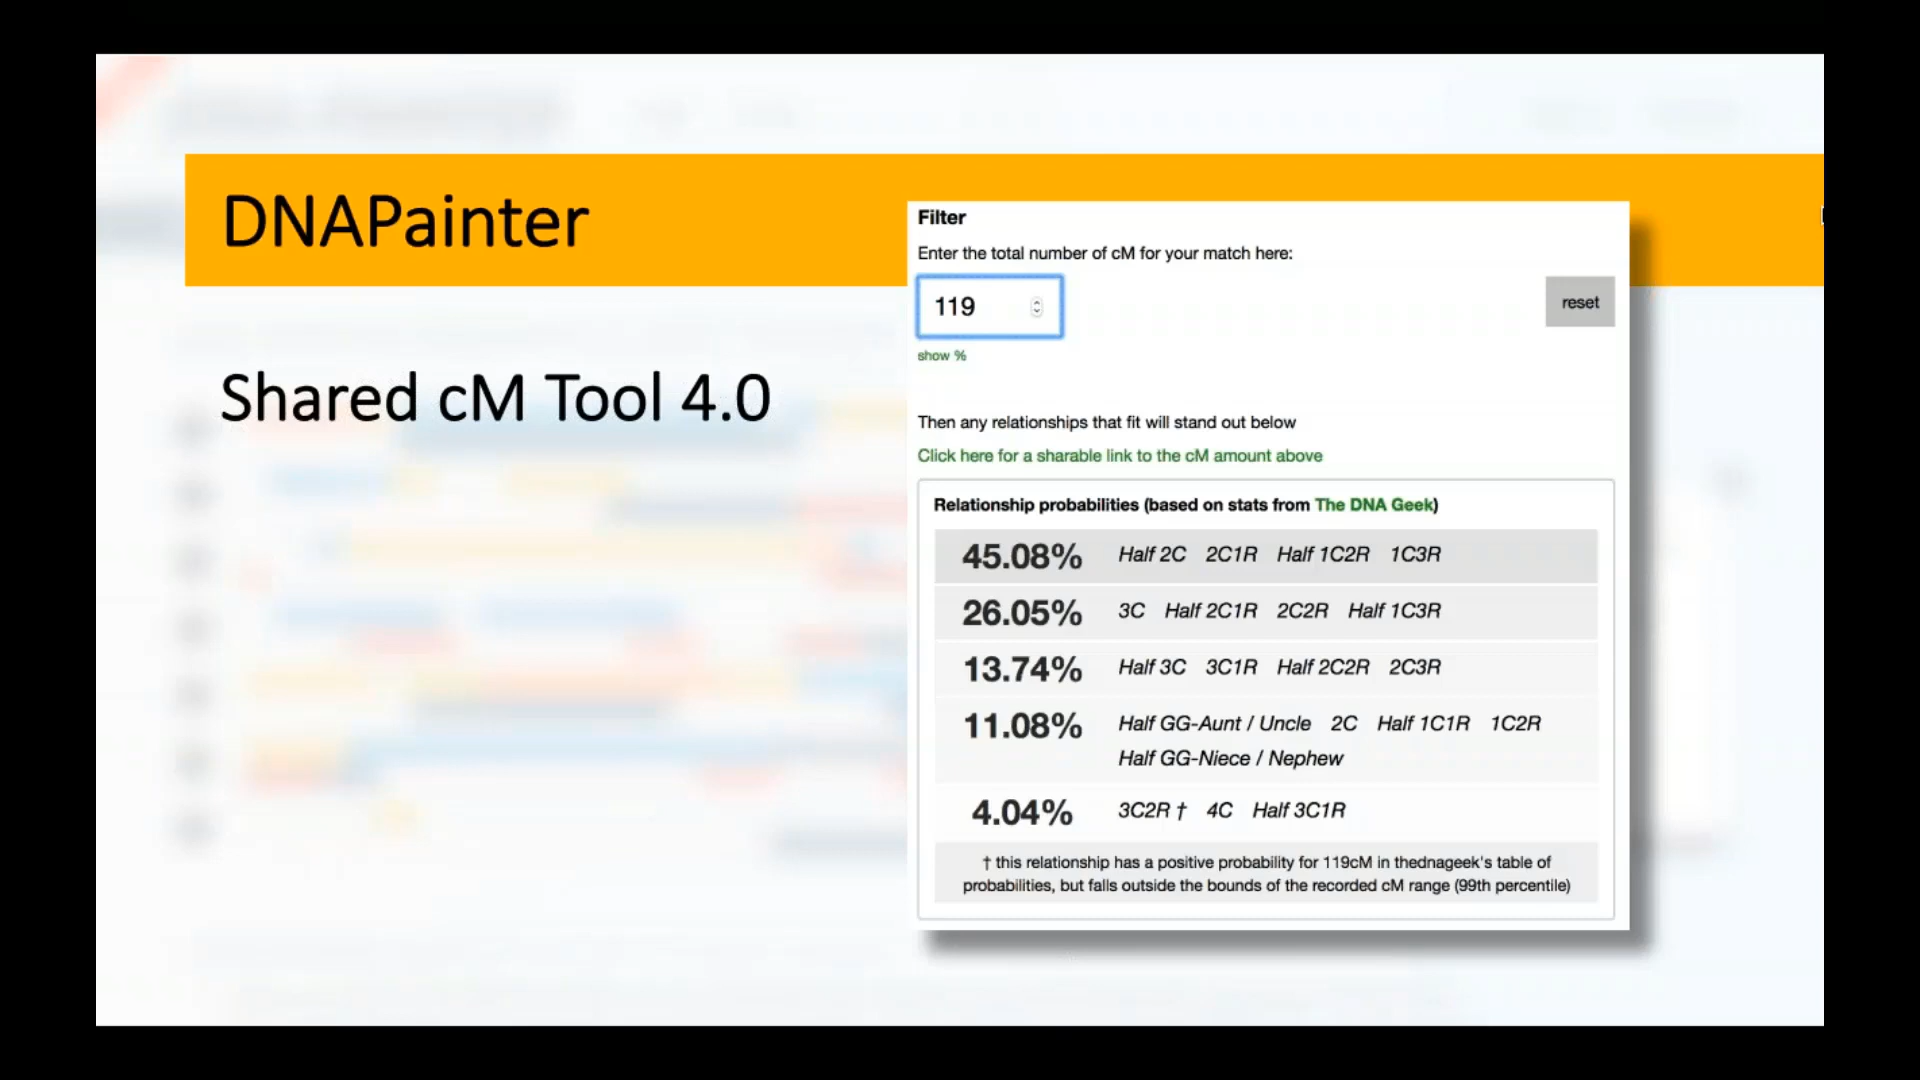 DNAPainter
Shared cM Tool 4.0
Filter
Enter the total number of cM for your match here:
119
reset
show %
Then any relationships that fit will stand out below
Click here for a sharable link to the cM amount above
Relationship probabilities (based on stats from The DNA Geek)
45.08% Half 2C 2C1R Half 1C2R 1C3R
26.05% 3C Half 2C1R 2C2R Half 1C3R
13.74% Half 3C 3C1R Half 2C2R 2C3R
11.08% Half GG-Aunt / Uncle 2C Half 1C1R 1C2R
Half GG-Niece / Nephew
4.04% 3C2R † 4C Half 3C1R
† this relationship has a positive probability for 119cM in thednageek's table of
probabilities, but falls outside the bounds of the recorded cM range (99th percentile)